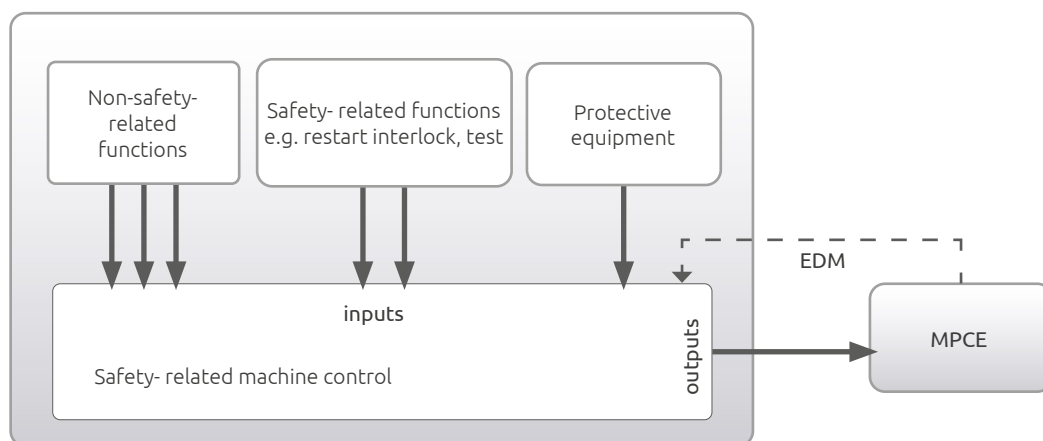 Non-safety-
related
functions
Safety- related functions
e.g. restart interlock, test
Protective
equipment
EDM
inputs
outputs
MPCE
Safety- related machine control